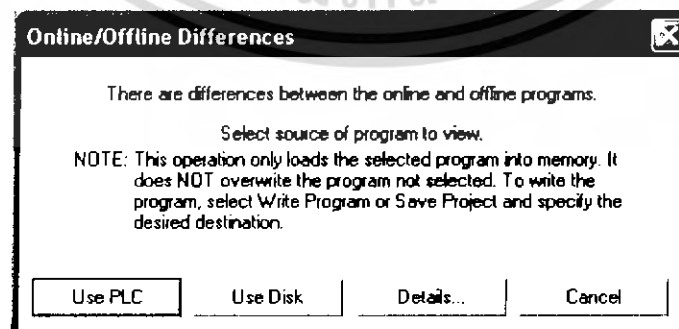 Online/Offline Differences
There are differences between the online and offline programs.
Select source of program to view.
NOTE: This operation only loads the selected program into memory. It
does NOT overwrite the program not selected. To write the
program, select Write Program or Save Project and specify the
desired destination.
Use PLC Use Disk Details... Cancel